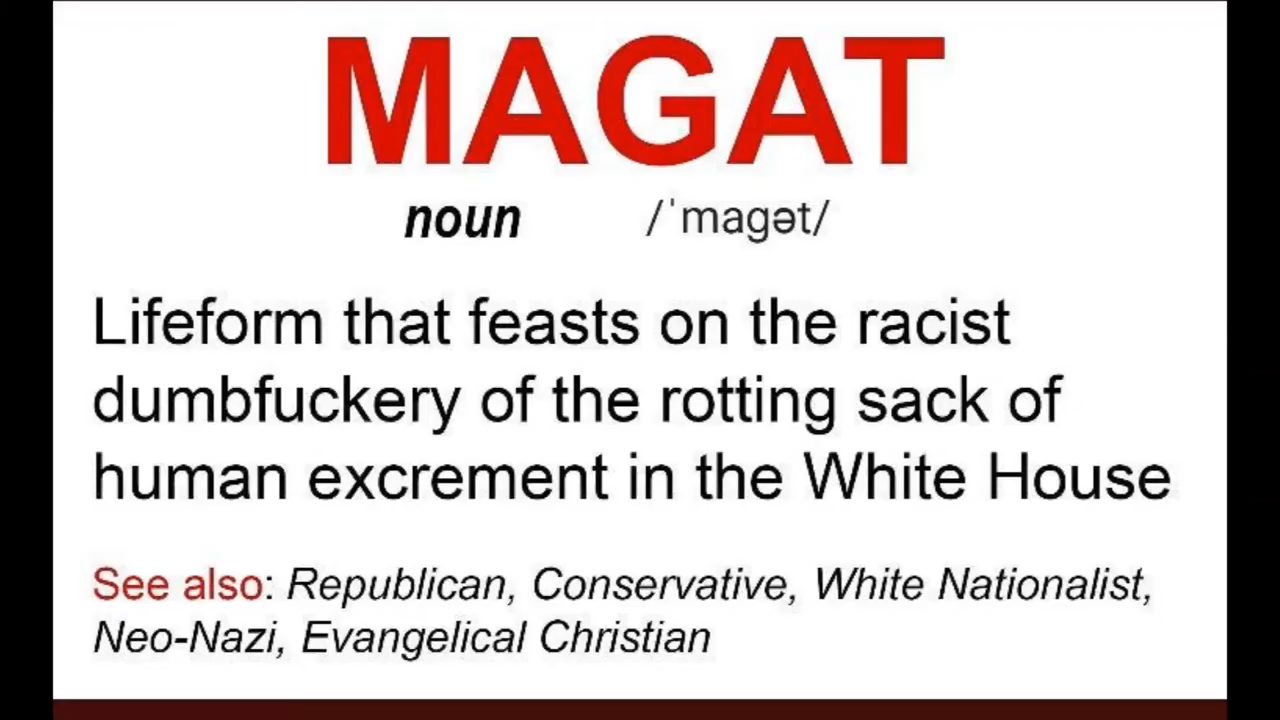 MAGAT
noun /ˈmagət/
Lifeform that feasts on the racist
dumbfuckery of the rotting sack of
human excrement in the White House
See also: Republican, Conservative, White Nationalist,
Neo-Nazi, Evangelical Christian